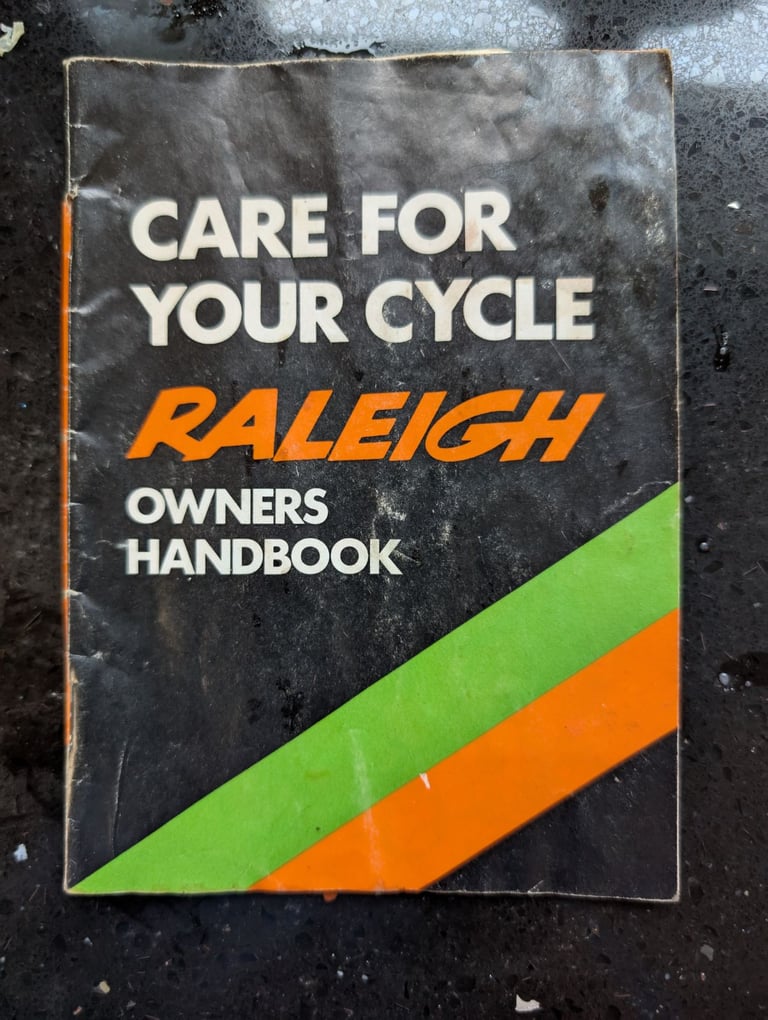 CARE FOR
YOUR CYCLE
RALEIGH
OWNERS
HANDBOOK